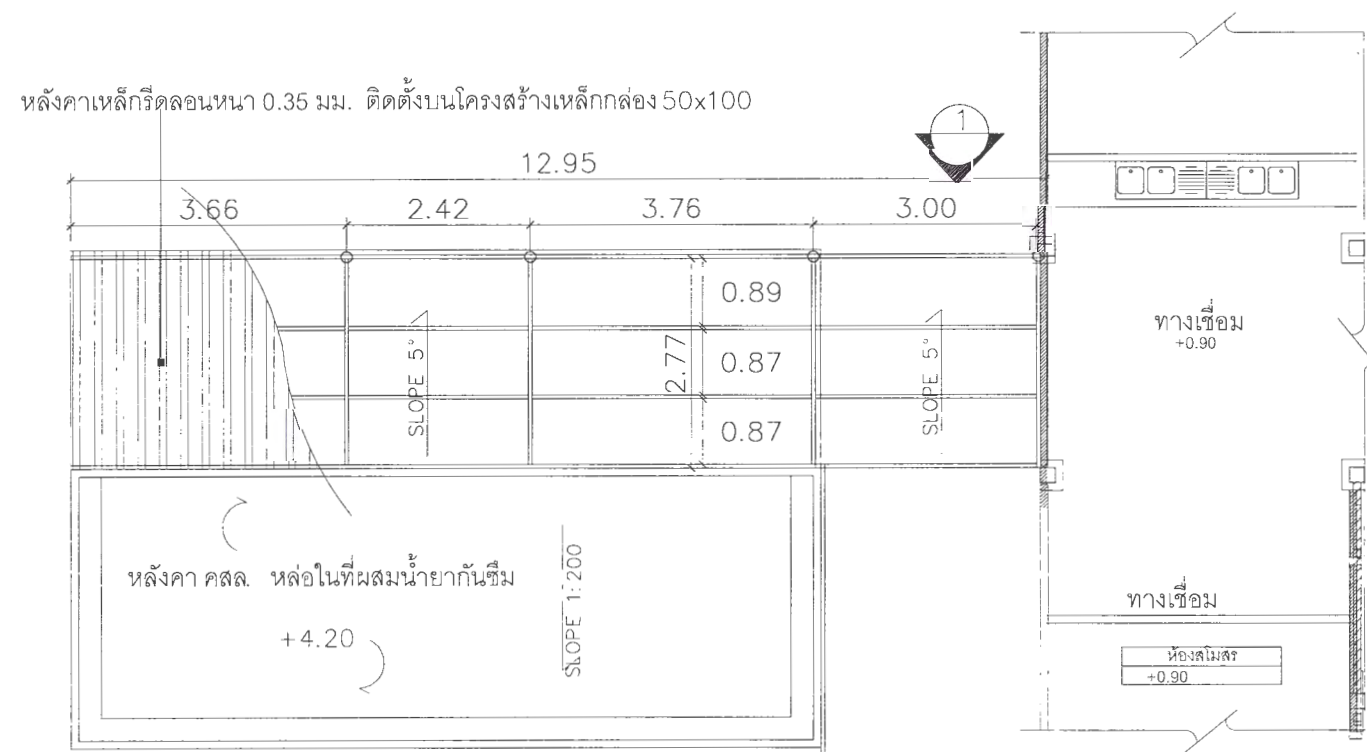 หลังคาเหล็กรีดลอนหนา 0.35 มม. ติดตั้งบนโครงสร้างเหล็กกล่อง 50x100
1
12.95
3.66 2.42 3.76 3.00
0.89
ทางเชื่อม
+0.90
SLOPE 5°
2.77
0.87
SLOPE 5°
0.87
หลังคา คสล. หล่อในที่ผสมน้ำยากันซึม
SLOPE 1:200
ทางเชื่อม
+4.20
ห้องสโมสร
+0.90